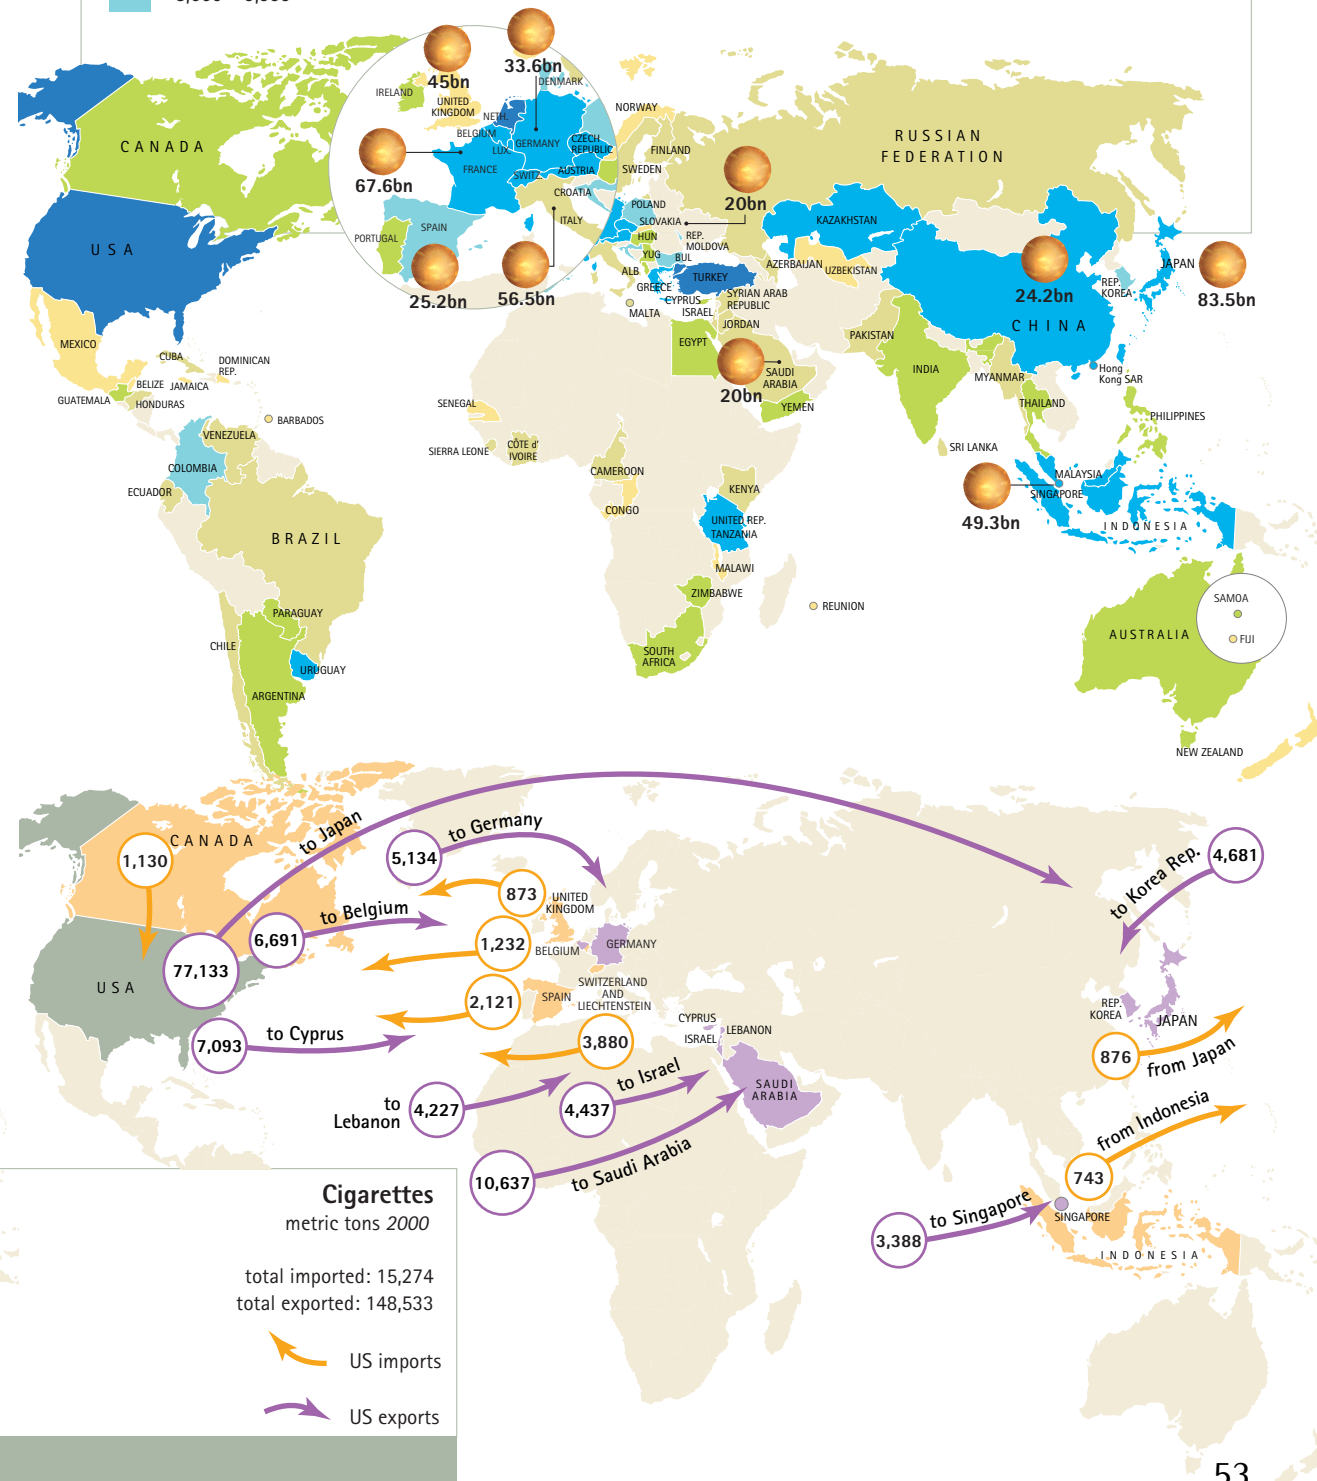 45bn
33.6bn
DENMARK
IRELAND
UNITED
KINGDOM
NETH.
BELGIUM
LUX.
GERMANY
CZECH
REPUBLIC
67.6bn
FRANCE
SWITZ.
AUSTRIA
CROATIA
ITALY
SPAIN
PORTUGAL
25.2bn
56.5bn
NORWAY
FINLAND
SWEDEN
RUSSIAN
FEDERATION
20bn
POLAND
SLOVAKIA
HUN
REP.
MOLDOVA
YUG
BUL
ALB
GREECE
TURKEY
MALTA
CYPRUS
ISRAEL
SYRIAN ARAB
REPUBLIC
JORDAN
AZERBAIJAN
UZBEKISTAN
KAZAKHSTAN
24.2bn
CHINA
REP.
KOREA
JAPAN
83.5bn
CANADA
USA
MEXICO
CUBA
DOMINICAN
REP.
BELIZE
JAMAICA
GUATEMALA
HONDURAS
BARBADOS
VENEZUELA
COLOMBIA
ECUADOR
BRAZIL
PARAGUAY
CHILE
URUGUAY
ARGENTINA
SENEGAL
SIERRA LEONE
CÔTE d'
IVOIRE
CAMEROON
CONGO
EGYPT
20bn
SAUDI
ARABIA
YEMEN
KENYA
UNITED REP.
TANZANIA
MALAWI
ZIMBABWE
SOUTH
AFRICA
REUNION
PAKISTAN
INDIA
MYANMAR
THAILAND
SRI LANKA
Hong
Kong SAR
PHILIPPINES
MALAYSIA
SINGAPORE
49.3bn
INDONESIA
AUSTRALIA
SAMOA
FIJI
NEW ZEALAND
CANADA
1,130
USA
77,133
to Japan
5,134
to Germany
6,691
to Belgium
873
UNITED
KINGDOM
1,232
BELGIUM
GERMANY
2,121
SPAIN
SWITZERLAND
AND
LIECHTENSTEIN
7,093
to Cyprus
3,880
CYPRUS
ISRAEL
LEBANON
to
Lebanon
4,227
4,437
to Israel
SAUDI
ARABIA
10,637
to Saudi Arabia
4,681
to Korea Rep.
REP.
KOREA
JAPAN
876
from Japan
from Indonesia
743
3,388
to Singapore
SINGAPORE
INDONESIA
Cigarettes
metric tons 2000
total imported: 15,274
total exported: 148,533
US imports
US exports
53